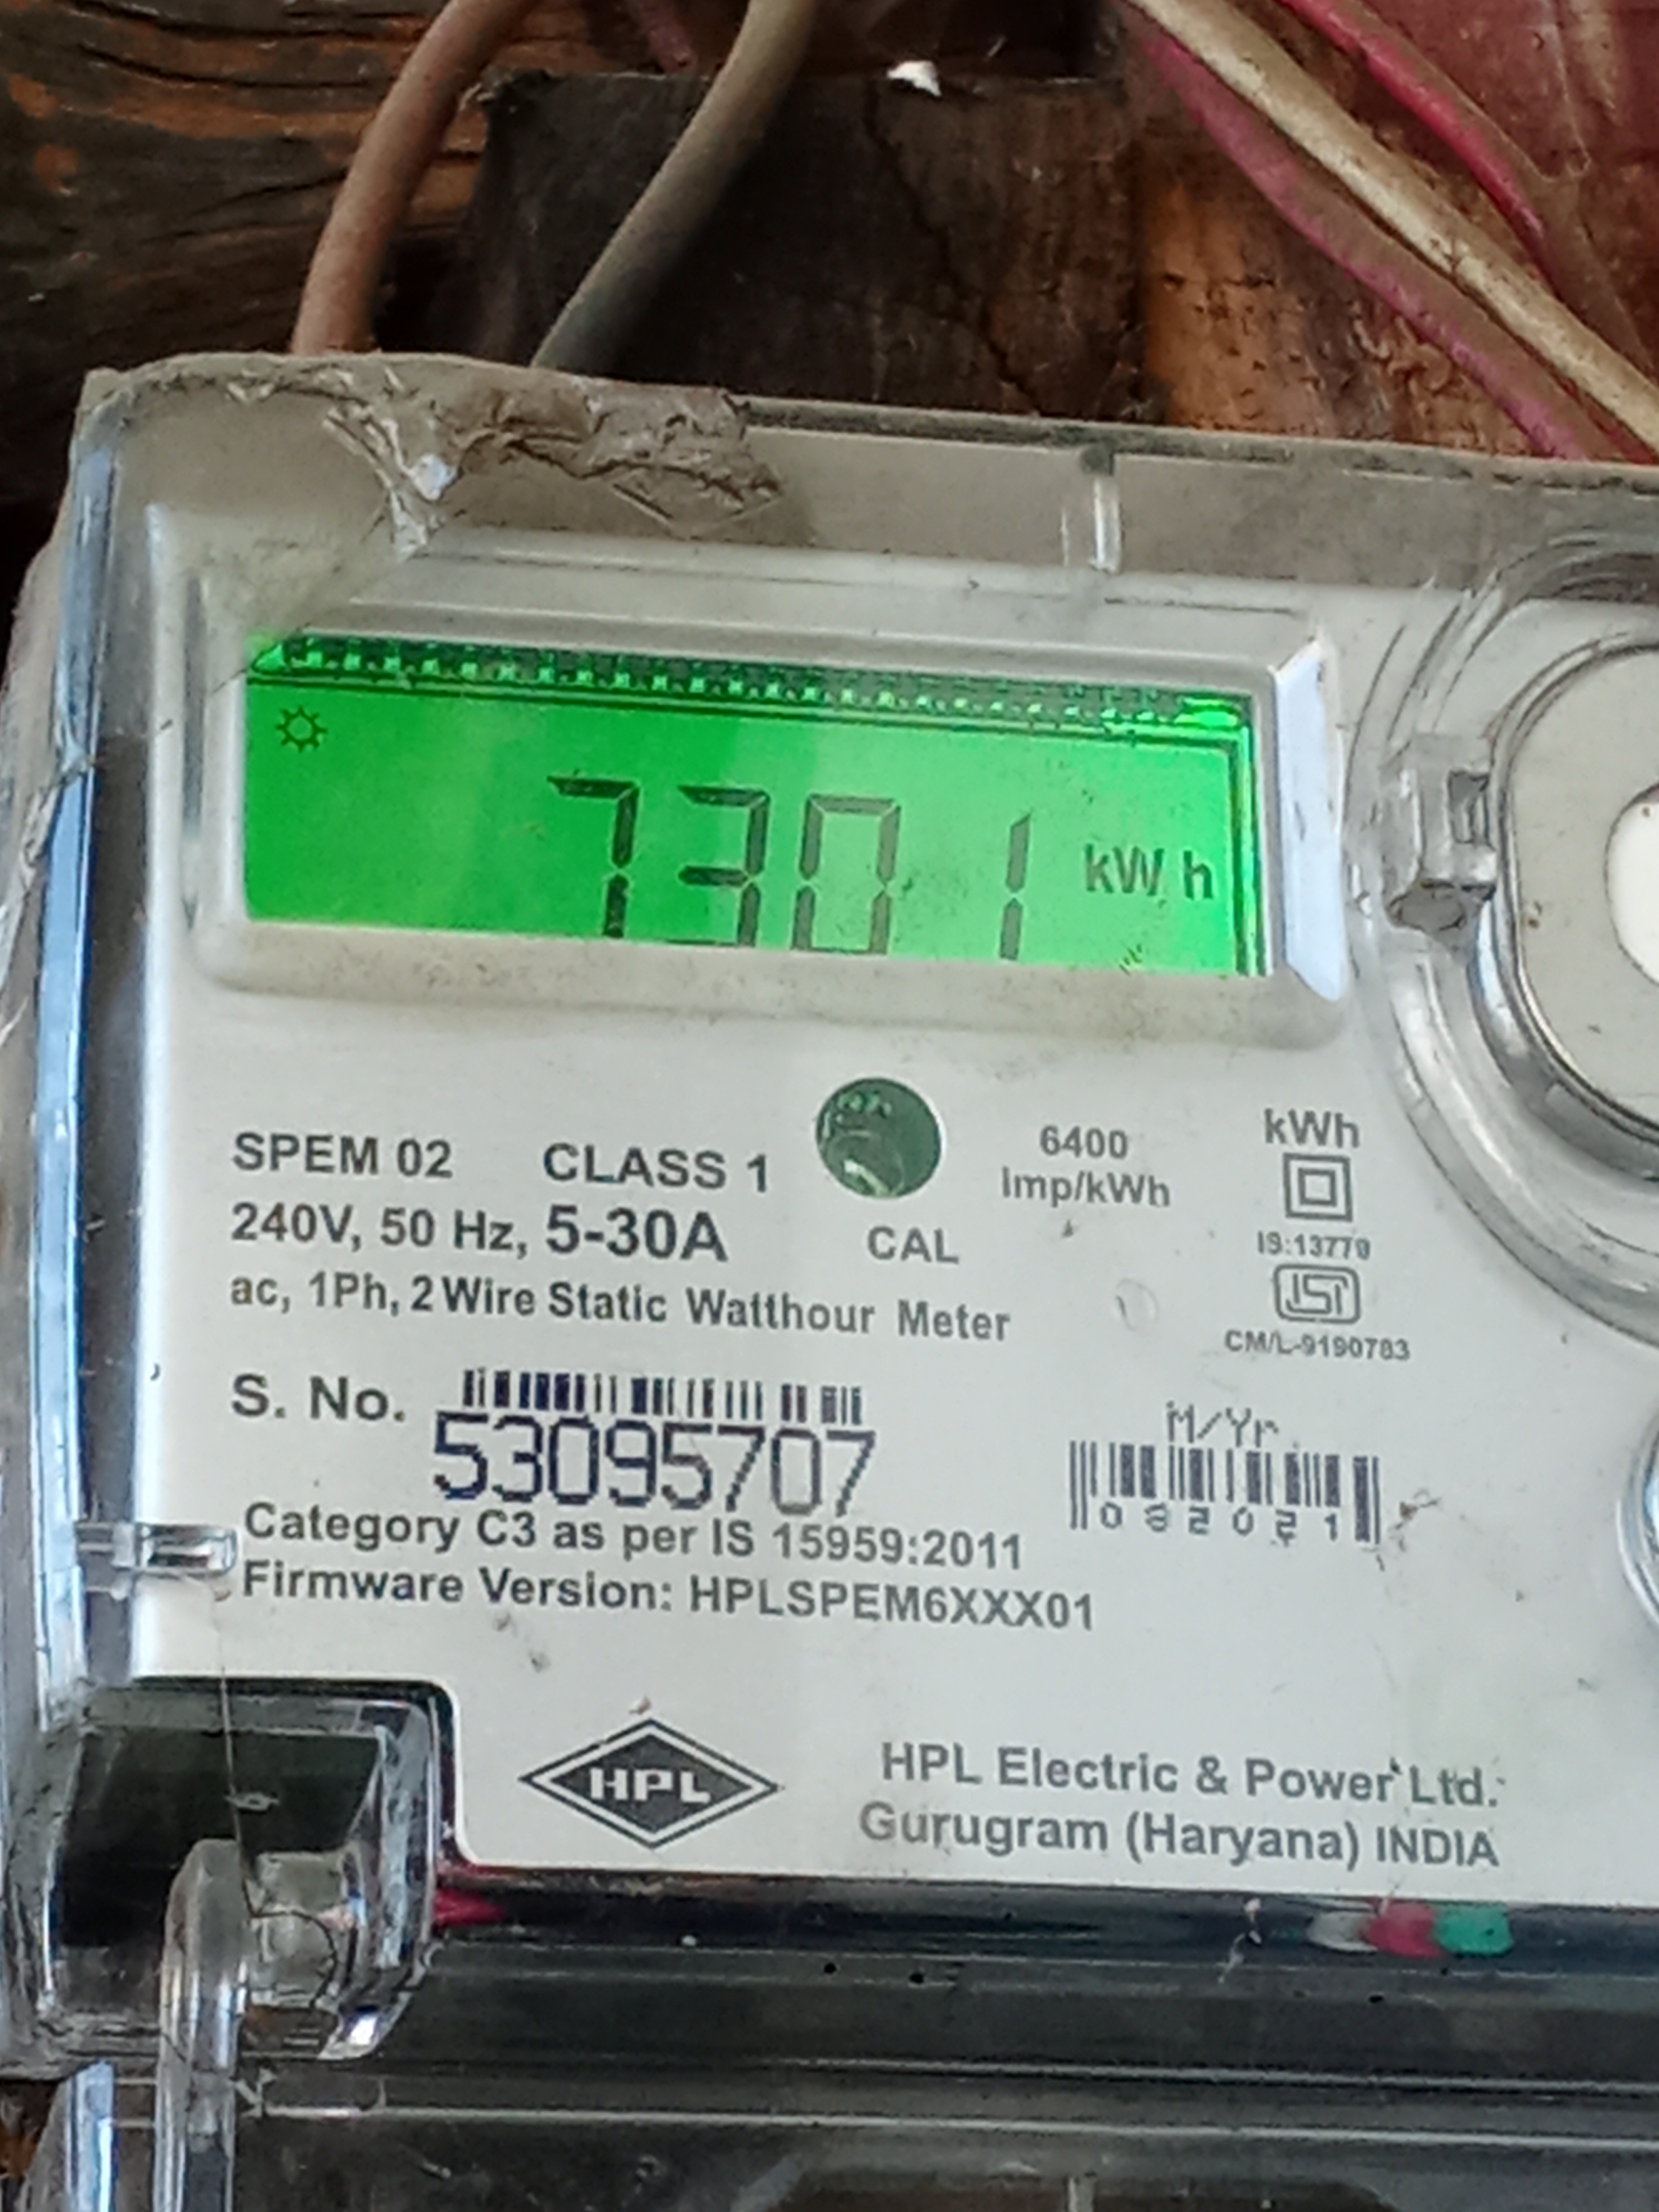 7301 kWh
SPEM 02 CLASS 1
240V, 50 Hz, 5-30A
ac, 1Ph, 2 Wire Static Watthour Meter
CAL
6400
imp/kWh
kWh
IS:13779
ISI
CM/L-9190783
S. No.
53095707
M/Yr
032021
Category C3 as per IS 15959:2011
Firmware Version: HPLSPEM6XXX01
HPL
HPL Electric & Power Ltd.
Gurugram (Haryana) INDIA